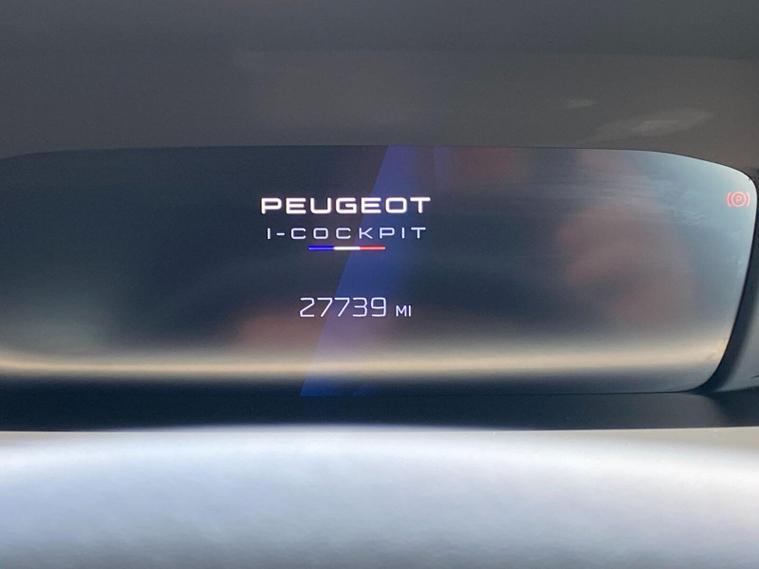 PEUGEOT
(P)
I-COCKPIT
27739 MI